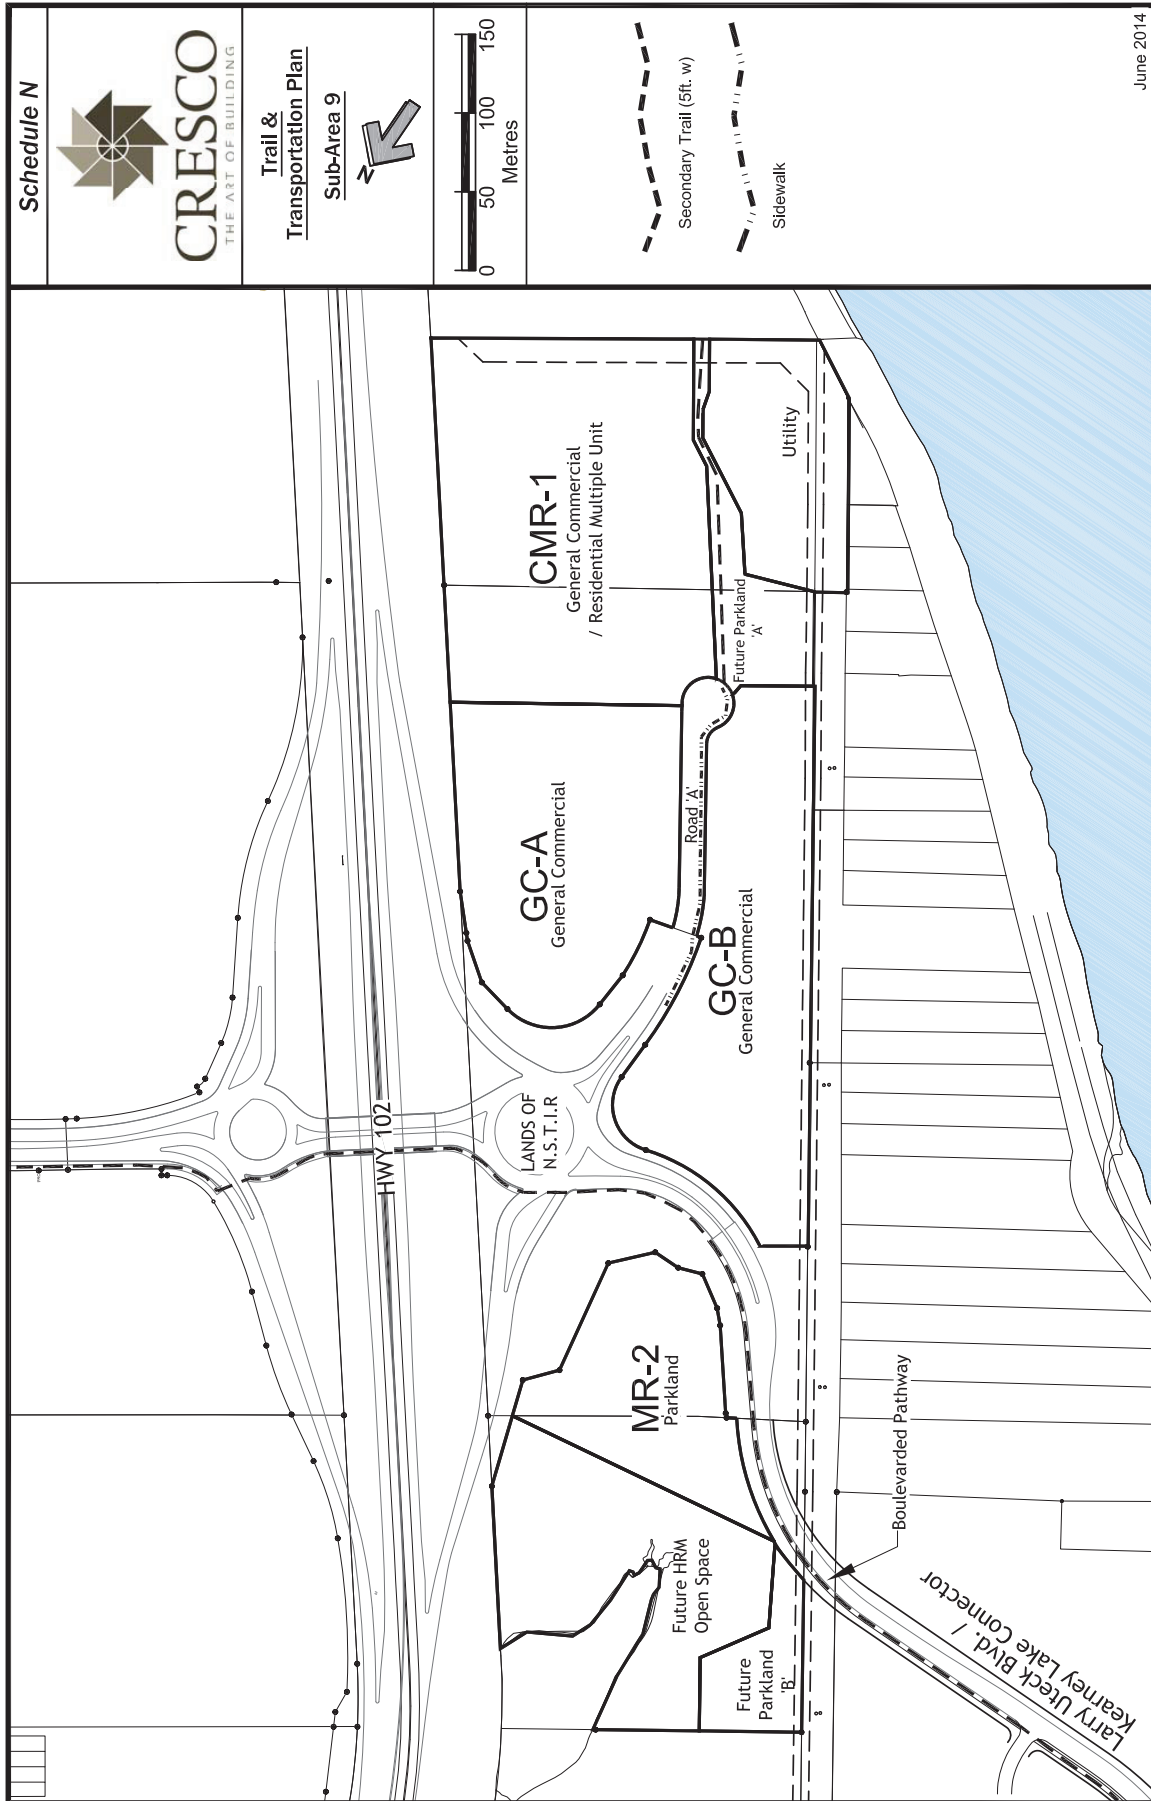 Schedule N
CRESCO
THE ART OF BUILDING
Trail &
Transportation Plan
Sub-Area 9
N
0 50 100 150
Metres
Secondary Trail (5ft. w)
Sidewalk
June 2014
HWY 102
LANDS OF
N.S.T.I.R
CMR-1
General Commercial
/ Residential Multiple Unit
GC-A
General Commercial
GC-B
General Commercial
Road 'A'
Future Parkland
'A'
Utility
MR-2
Parkland
Future HRM
Open Space
Future
Parkland
'B'
Boulevarded Pathway
Larry Uteck Blvd. /
Kearney Lake Connector